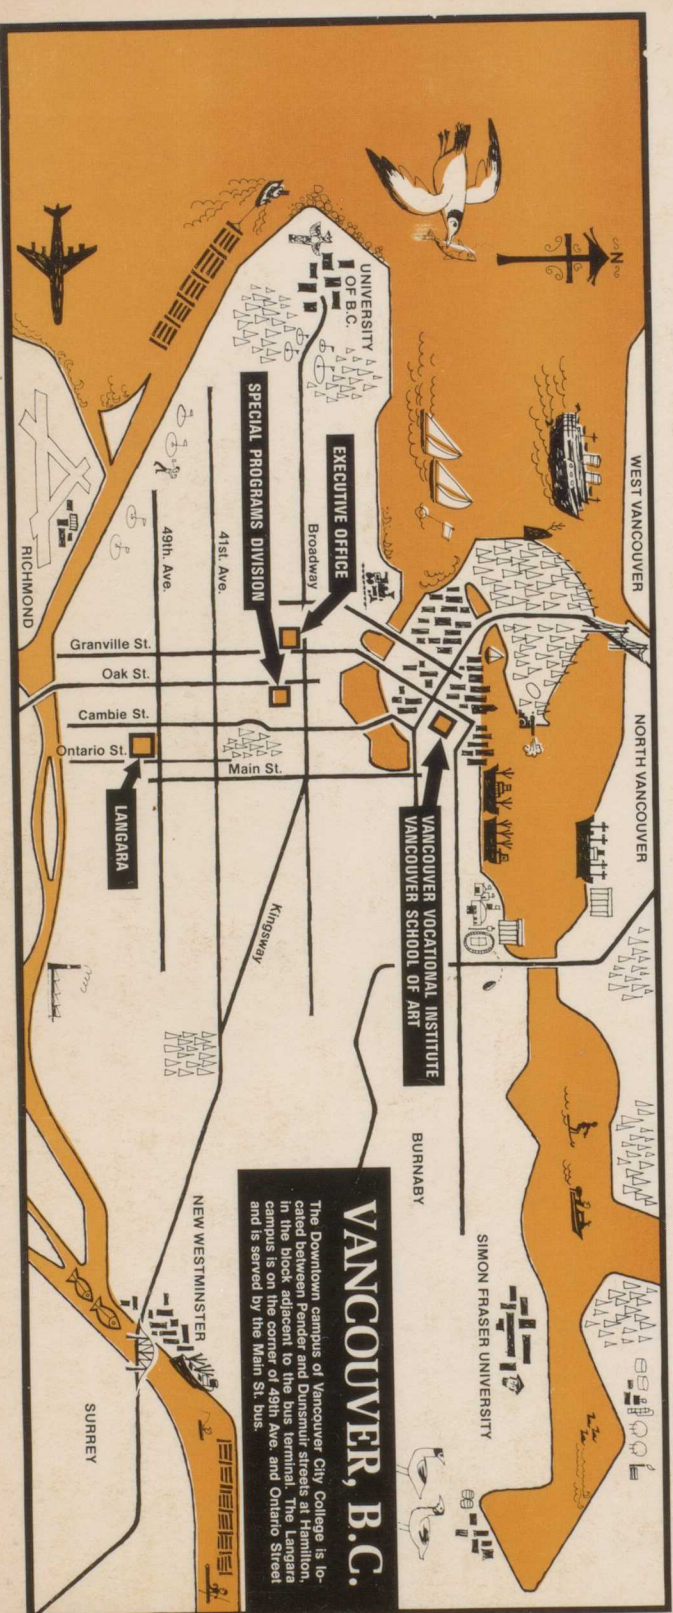 N
WEST VANCOUVER
NORTH VANCOUVER
UNIVERSITY
OF B.C.
EXECUTIVE OFFICE
SPECIAL PROGRAMS DIVISION
Broadway
41st. Ave.
49th. Ave.
RICHMOND
Granville St.
Oak St.
Cambie St.
Ontario St.
Main St.
LANGARA
VANCOUVER VOCATIONAL INSTITUTE
VANCOUVER SCHOOL OF ART
Kingsway
BURNABY
SIMON FRASER UNIVERSITY
NEW WESTMINSTER
SURREY
VANCOUVER, B.C.
The Downtown campus of Vancouver City College is lo-
cated between Pender and Dunsmuir streets at Hamilton,
in the block adjacent to the bus terminal. The Langara
campus is on the corner of 49th Ave. and Ontario Street
and is served by the Main St. bus.